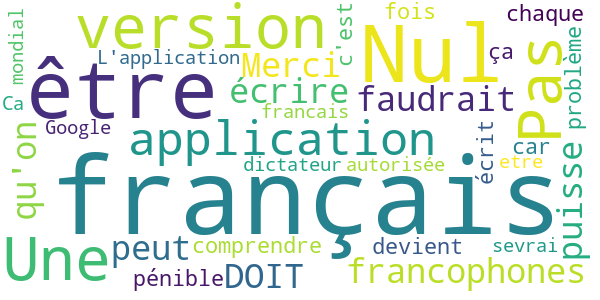 mondial
version
fois
chaque
c'est
L'application
Merci
Nul
ça
Pas
problème
Ca
être
écrire
faudrait
Google
francais
qu'on
application
écrit
car
dictateur
autorisée
etre
puisse
français
Une
peut
comprendre
devient
sevrai
pénible
DOIT
francophones